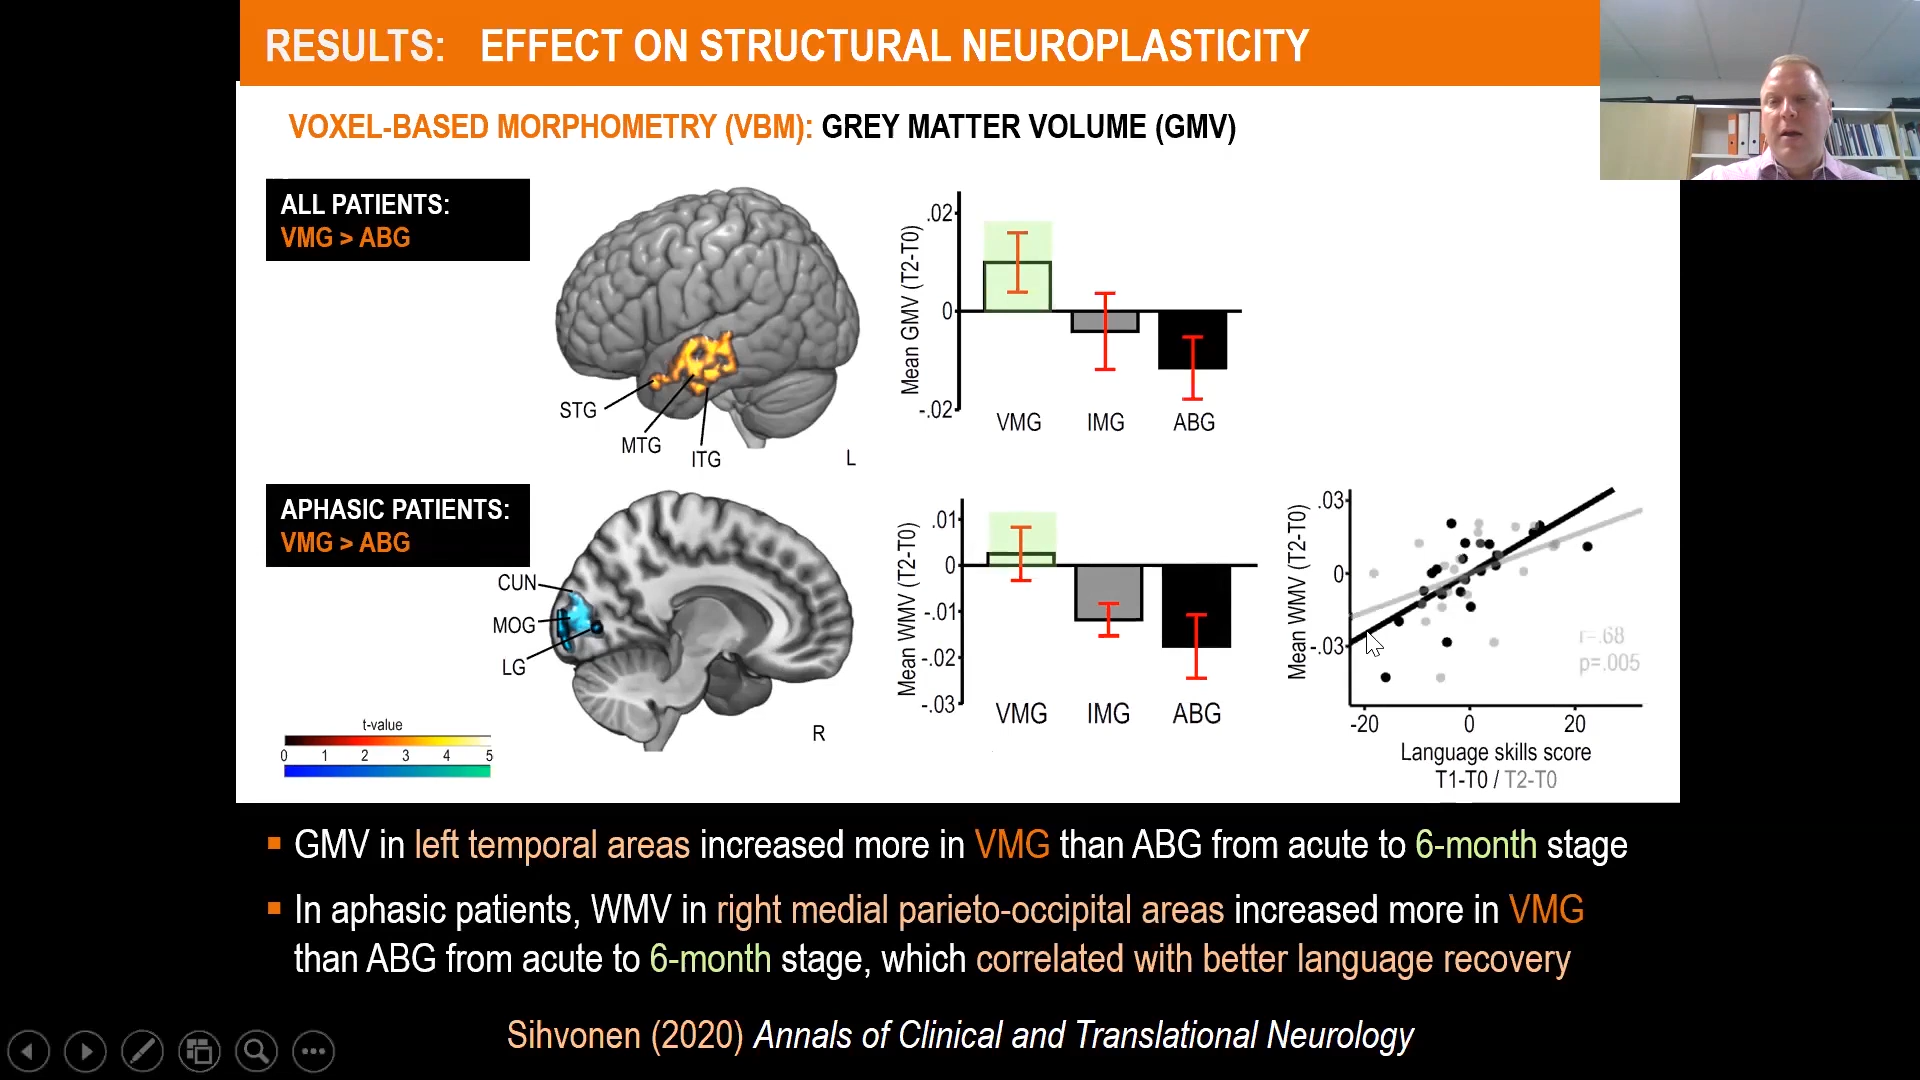 RESULTS: EFFECT ON STRUCTURAL NEUROPLASTICITY
VOXEL-BASED MORPHOMETRY (VBM): GREY MATTER VOLUME (GMV)
ALL PATIENTS:
VMG > ABG
STG
MTG
ITG
L
Mean GMV (T2-T0)
.02
0
-.02
VMG IMG ABG
APHASIC PATIENTS:
VMG > ABG
CUN
MOG
LG
R
t-value
0 1 2 3 4 5
Mean WMV (T2-T0)
.01
0
-.01
-.02
-.03
VMG IMG ABG
Mean WMV (T2-T0)
.03
0
-.03
r=.68
p=.005
-20 0 20
Language skills score
T1-T0 / T2-T0
GMV in left temporal areas increased more in VMG than ABG from acute to 6-month stage
In aphasic patients, WMV in right medial parieto-occipital areas increased more in VMG
than ABG from acute to 6-month stage, which correlated with better language recovery
Sihvonen (2020) Annals of Clinical and Translational Neurology